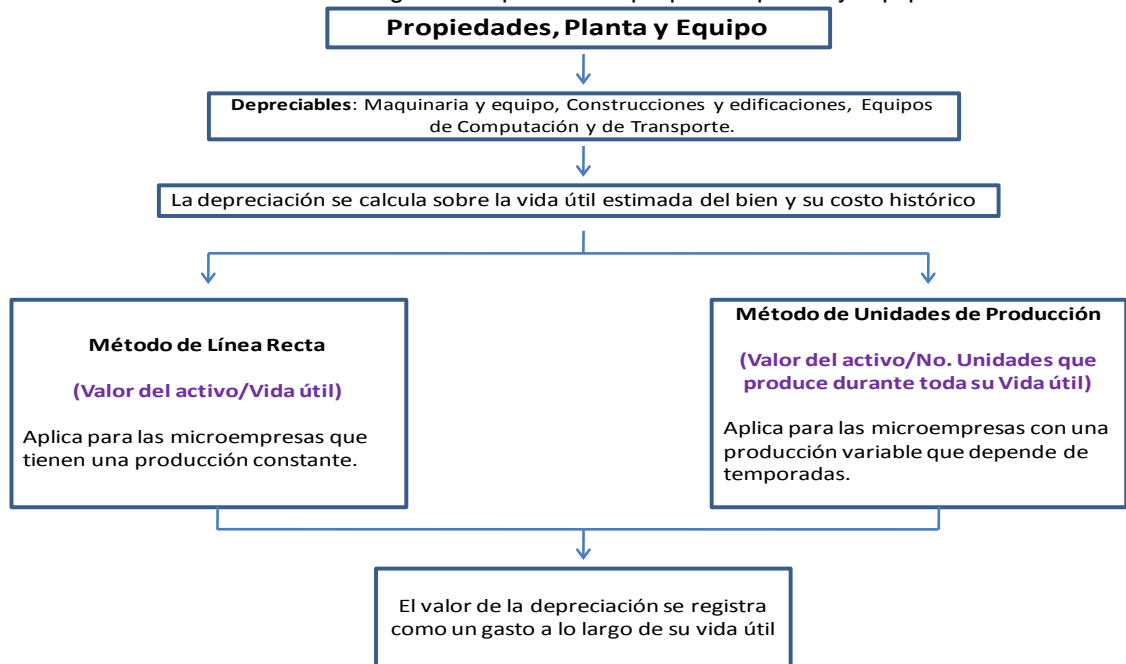 Propiedades, Planta y Equipo
Depreciables: Maquinaria y equipo, Construcciones y edificaciones, Equipos
de Computación y de Transporte.
La depreciación se calcula sobre la vida útil estimada del bien y su costo histórico
Método de Línea Recta
(Valor del activo/Vida útil)
Aplica para las microempresas que
tienen una producción constante.
Método de Unidades de Producción
(Valor del activo/No. Unidades que
produce durante toda su Vida útil)
Aplica para las microempresas con una
producción variable que depende de
temporadas.
El valor de la depreciación se registra
como un gasto a lo largo de su vida útil